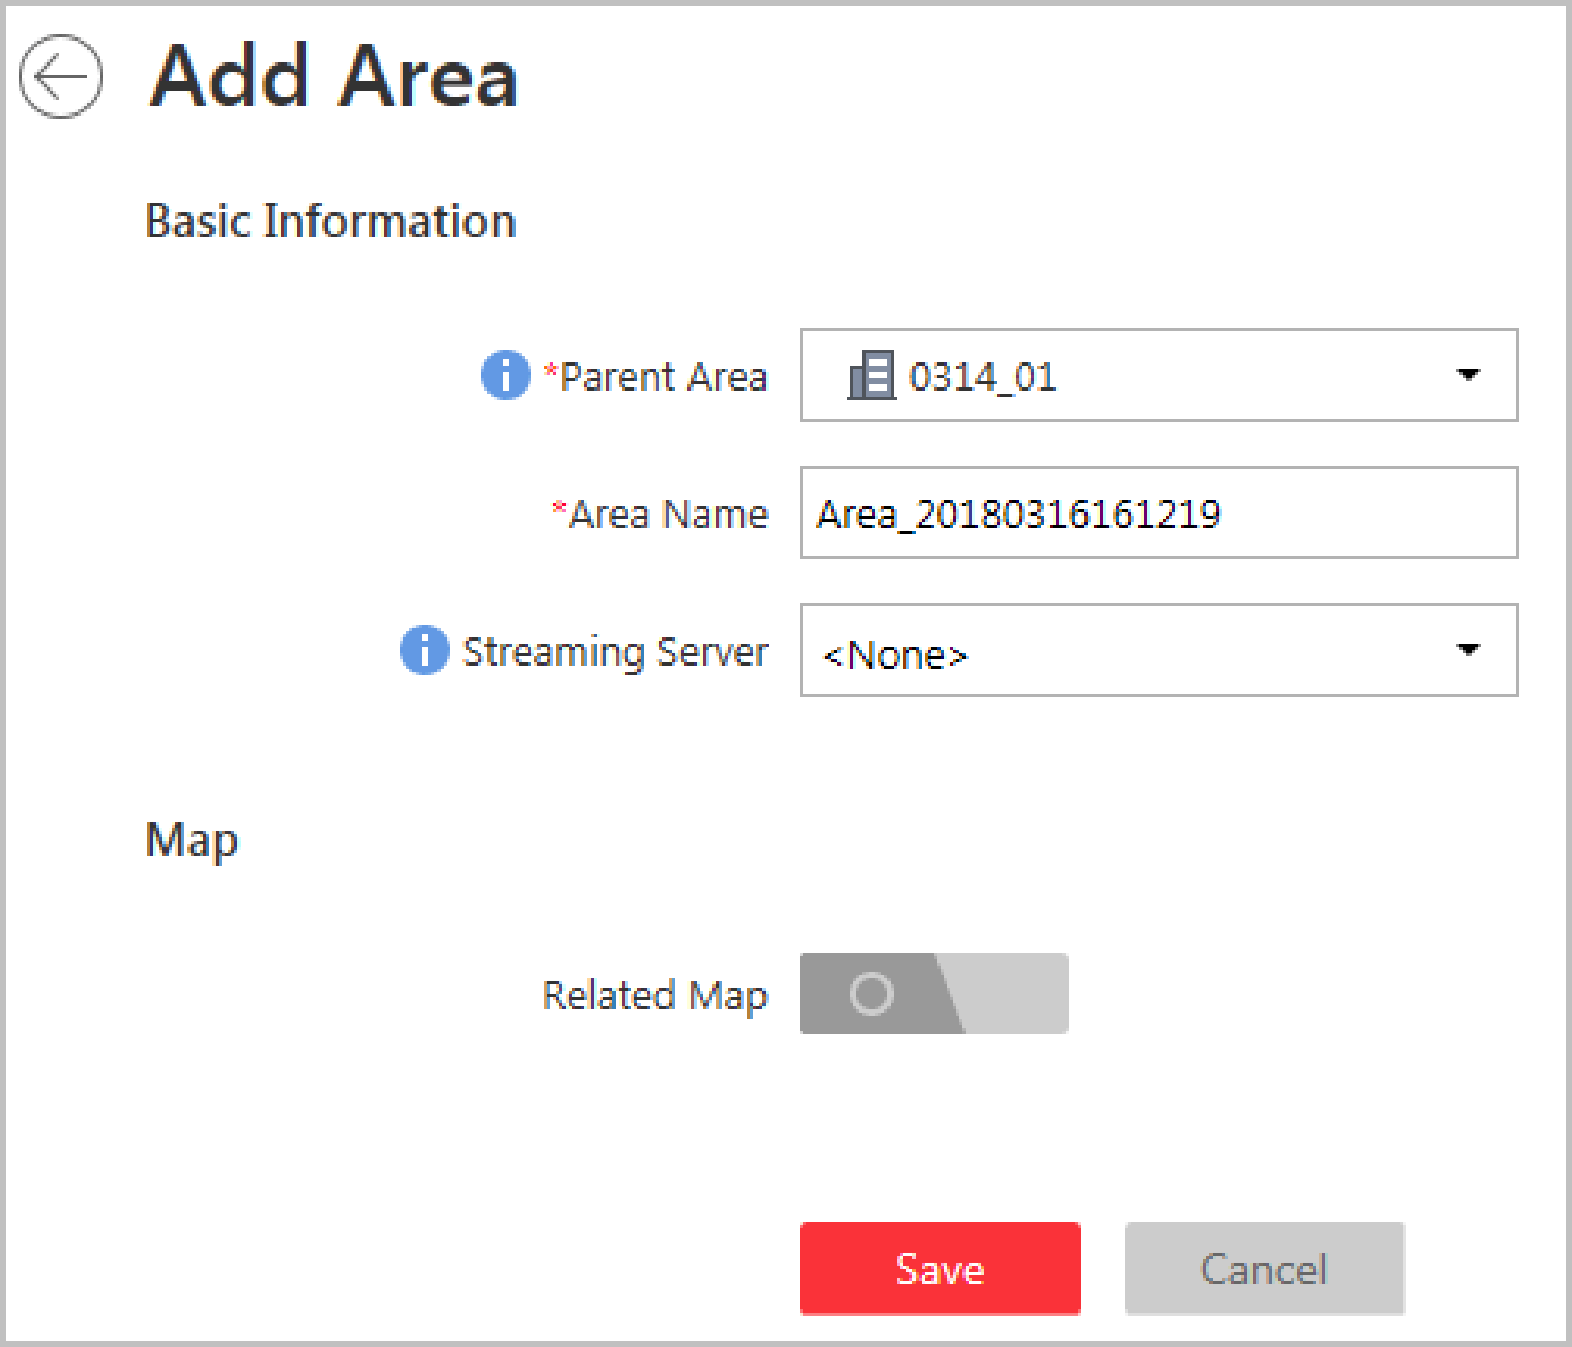 Add Area
Basic Information
*Parent Area 0314_01
*Area Name Area_20180316161219
Streaming Server <None>
Map
Related Map
Save Cancel